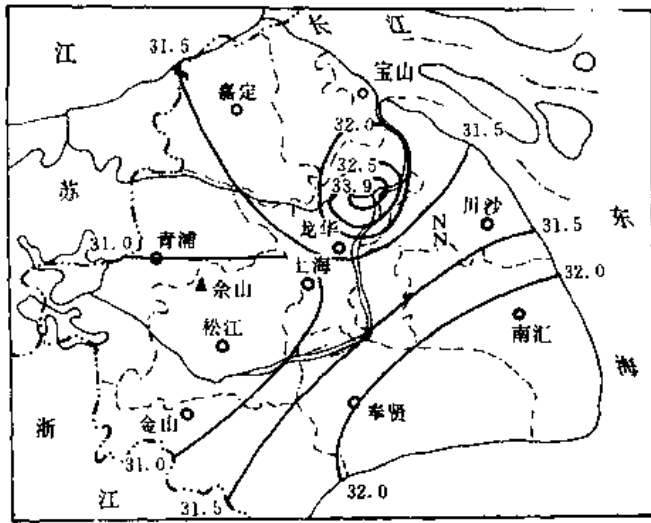 长 江
江
31.5
宝山
嘉定
32.0
31.5
32.5
苏
33.9
川沙
东
龙华
31.5
31.0
青浦
上海
32.0
佘山
南汇
松江
海
浙
金山
奉贤
31.0
江
31.5
32.0